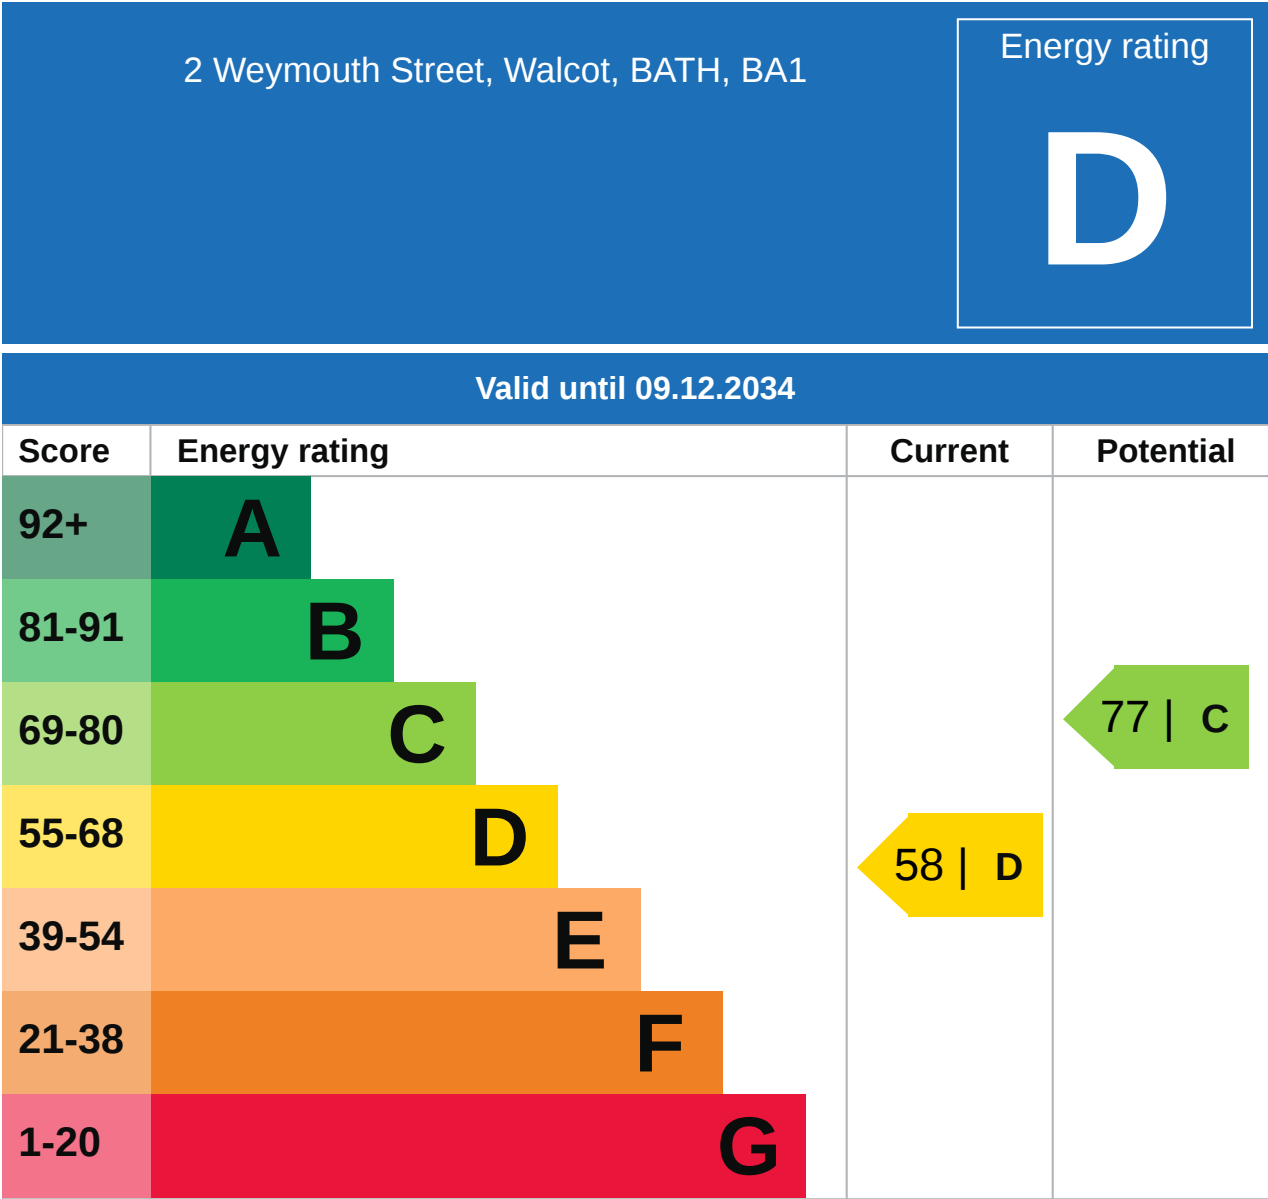 2 Weymouth Street, Walcot, BATH, BA1
Energy rating
D
Valid until 09.12.2034
Score Energy rating Current Potential
92+ A
81-91 B
69-80 C
77 | C
55-68 D
58 | D
39-54 E
21-38 F
1-20 G